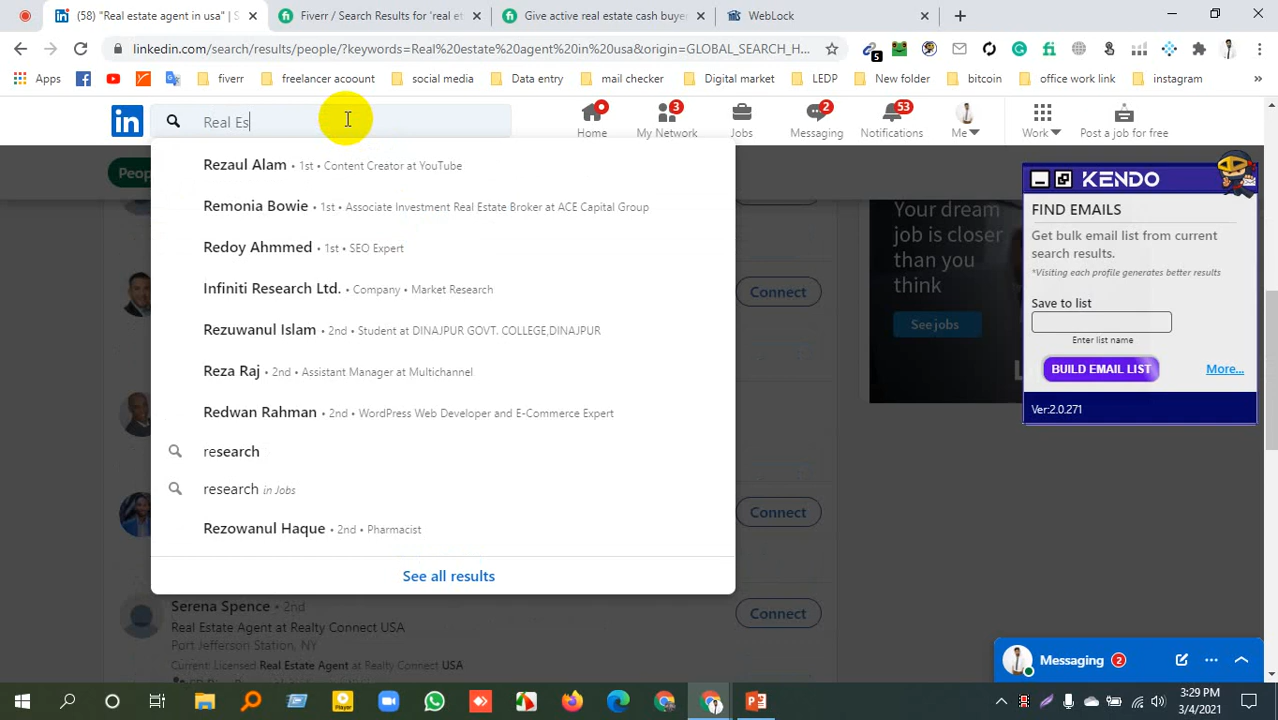 (58) "Real estate agent in usa" |
Fiverr / Search Results for 'real et
Give active real estate cash buye
WebLock
linkedin.com/search/results/people/?keywords=Real%20estate%20agent%20in%20usa&origin=GLOBAL_SEARCH_H...
5
Apps
fiverr
freelancer acoount
social media
Data entry
mail checker
Digital market
LEDP
New folder
bitcoin
office work link
instagram
in
Real Es
Home
3
My Network
Jobs
2
Messaging
53
Notifications
Me
Work
Post a job for free
Peop
Rezaul Alam • 1st • Content Creator at YouTube
Remonia Bowie • 1st • Associate Investment Real Estate Broker at ACE Capital Group
Redoy Ahmmed • 1st • SEO Expert
Infiniti Research Ltd. • Company • Market Research
Rezuwanul Islam • 2nd • Student at DINAJPUR GOVT. COLLEGE,DINAJPUR
Reza Raj • 2nd • Assistant Manager at Multichannel
Redwan Rahman • 2nd • WordPress Web Developer and E-Commerce Expert
research
research in Jobs
Rezowanul Haque • 2nd • Pharmacist
See all results
Connect
Connect
Serena Spence • 2nd
Connect
Real Estate Agent at Realty Connect USA
Port Jefferson Station, NY
Current: Licensed Real Estate Agent at Realty Connect USA
Your dream
job is closer
than you
think
See jobs
KENDO
FIND EMAILS
Get bulk email list from current
search results.
*Visiting each profile generates better results
Save to list
Enter list name
BUILD EMAIL LIST
More...
Ver:2.0.271
Messaging 2
Player
3:29 PM
3/4/2021